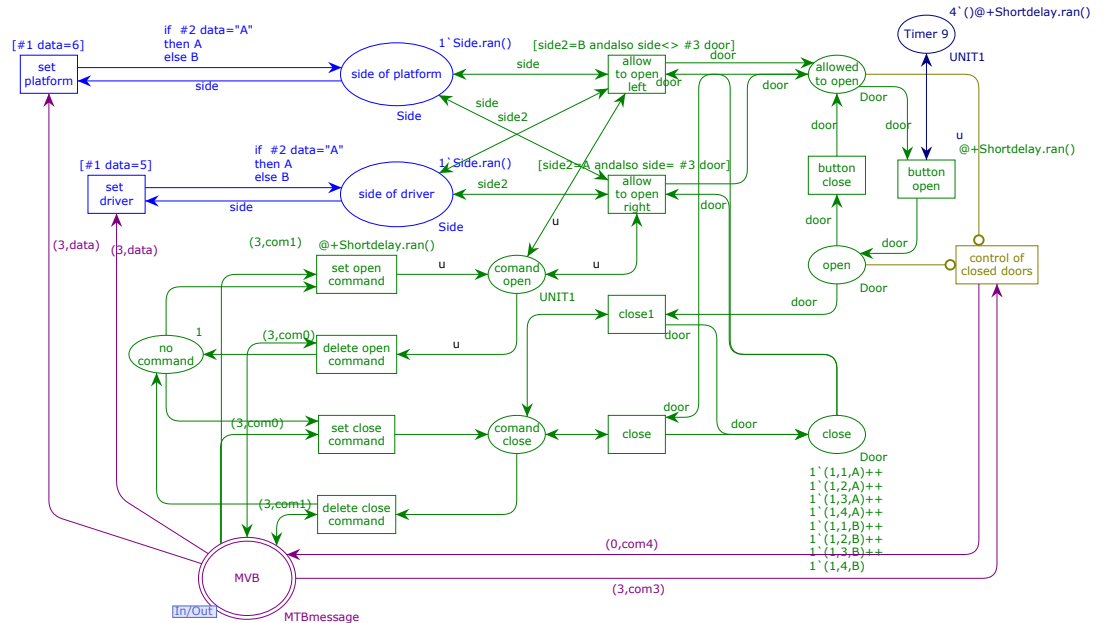 4`()@+Shortdelay.ran()
Timer 9
UNIT1
if  #2 data="A"
then A
else B
[#1 data=6]
set
platform
side
side of platform
1`Side.ran()
Side
[side2=B andalso side<> #3 door]
side
allow
to open
left
door
door
allowed
to open
Door
door
door
door
side
side2
u
@+Shortdelay.ran()
if  #2 data="A"
then A
else B
[#1 data=5]
set
driver
side
side of driver
1`Side.ran()
Side
[side2=A andalso side= #3 door]
side2
allow
to open
right
door
button
close
button
open
door
door
u
(3,data)
(3,data)
(3,com1)
@+Shortdelay.ran()
set open
command
u
comand
open
UNIT1
u
open
Door
control of
closed doors
door
close1
door
1
no
command
(3,com0)
delete open
command
u
(3,com0)
set close
command
comand
close
door
close
door
close
Door
1`(1,1,A)++
1`(1,2,A)++
1`(1,3,A)++
1`(1,4,A)++
1`(1,1,B)++
1`(1,2,B)++
1`(1,3,B)++
1`(1,4,B)
(3,com1)
delete close
command
(0,com4)
MVB
In/Out
MTBmessage
(3,com3)